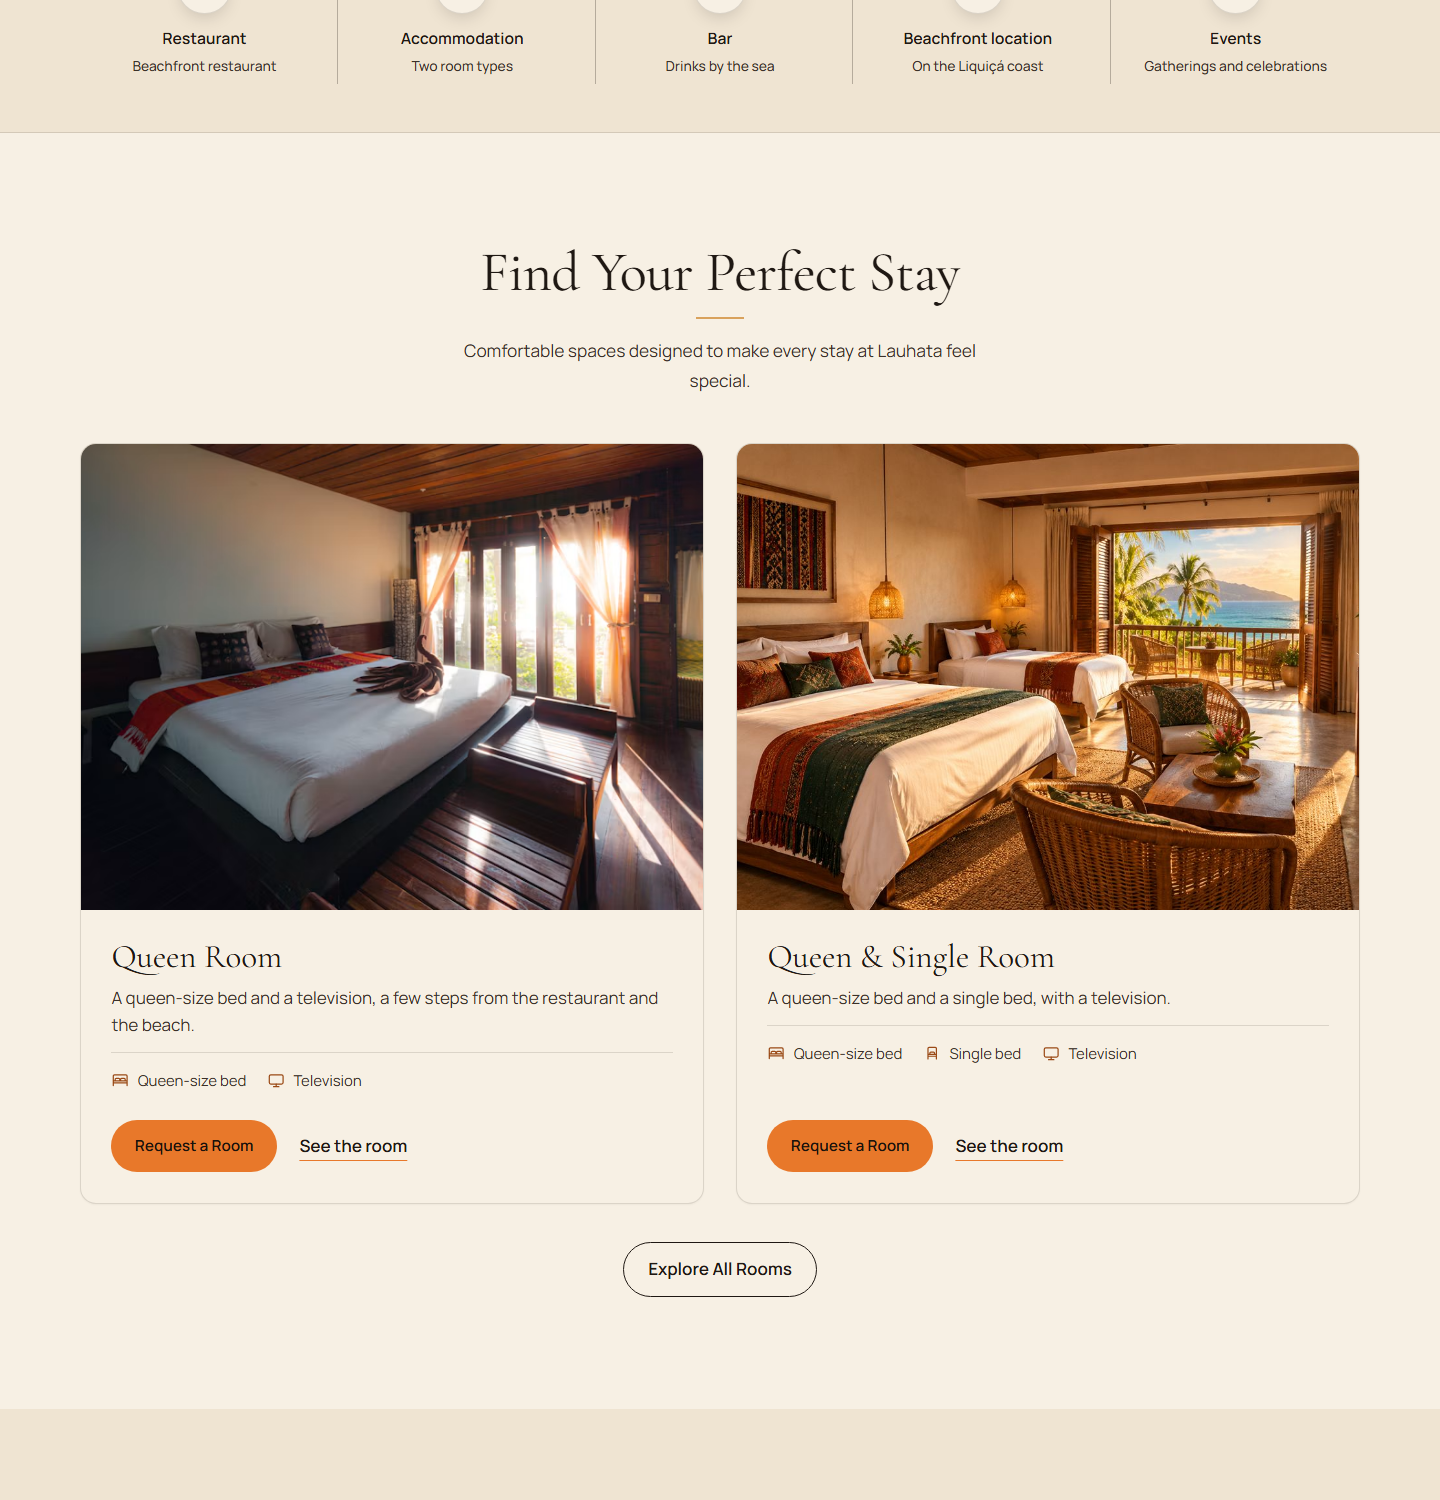 Restaurant
Beachfront restaurant
Accommodation
Two room types
Bar
Drinks by the sea
Beachfront location
On the Liquiçá coast
Events
Gatherings and celebrations
Find Your Perfect Stay
Comfortable spaces designed to make every stay at Lauhata feel
special.
Queen Room
A queen-size bed and a television, a few steps from the restaurant and
the beach.
Queen-size bed
Television
Request a Room
See the room
Queen & Single Room
A queen-size bed and a single bed, with a television.
Queen-size bed
Single bed
Television
Request a Room
See the room
Explore All Rooms